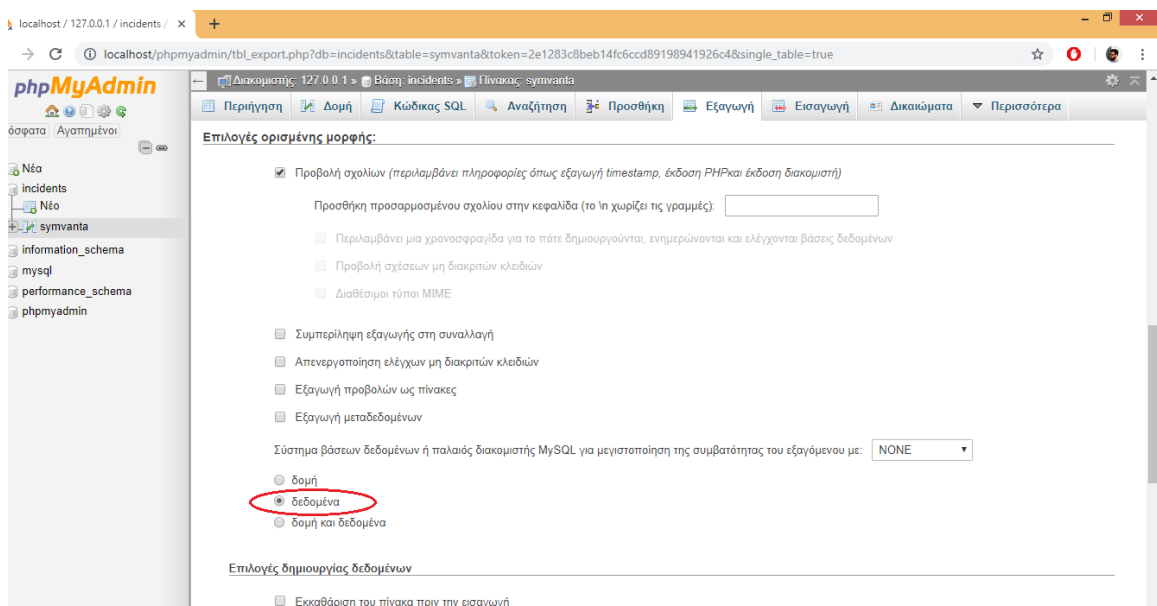 localhost / 127.0.0.1 / incidents /
localhost/phpmyadmin/tbl_export.php?db=incidents&table=symvanta&token=2e1283c8beb14fc6ccd89198941926c4&single_table=true
phpMyAdmin
όσφατα Αγαπημένοι
Νέα
incidents
Νέο
symvanta
information_schema
mysql
performance_schema
phpmyadmin
Διακομιστής: 127.0.0.1 » Βάση: incidents » Πίνακας: symvanta
Περιήγηση Δομή Κώδικας SQL Αναζήτηση Προσθήκη Εξαγωγή Εισαγωγή Δικαιώματα Περισσότερα
Επιλογές ορισμένης μορφής:
Προβολή σχολίων (περιλαμβάνει πληροφορίες όπως εξαγωγή timestamp, έκδοση PHPκαι έκδοση διακομιστή)
Προσθήκη προσαρμοσμένου σχολίου στην κεφαλίδα (το \n χωρίζει τις γραμμές):
Περιλαμβάνει μια χρονοσφραγίδα για το πότε δημιουργούνται, ενημερώνονται και ελέγχονται βάσεις δεδομένων
Προβολή σχέσεων μη διακριτών κλειδιών
Διαθέσιμοι τύποι MIME
Συμπερίληψη εξαγωγής στη συναλλαγή
Απενεργοποίηση ελέγχων μη διακριτών κλειδιών
Εξαγωγή προβολών ως πίνακες
Εξαγωγή μεταδεδομένων
Σύστημα βάσεων δεδομένων ή παλαιός διακομιστής MySQL για μεγιστοποίηση της συμβατότητας του εξαγόμενου με: NONE
δομή
δεδομένα
δομή και δεδομένα
Επιλογές δημιουργίας δεδομένων
Εκκαθάριση του πίνακα πριν την εισαγωγή